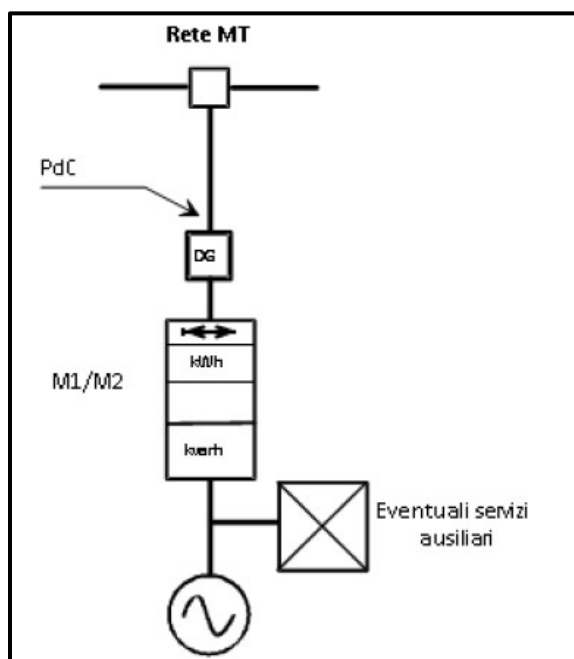 Rete MT
PdC
DG
kWh
M1/M2
kvarh
Eventuali servizi
ausiliari